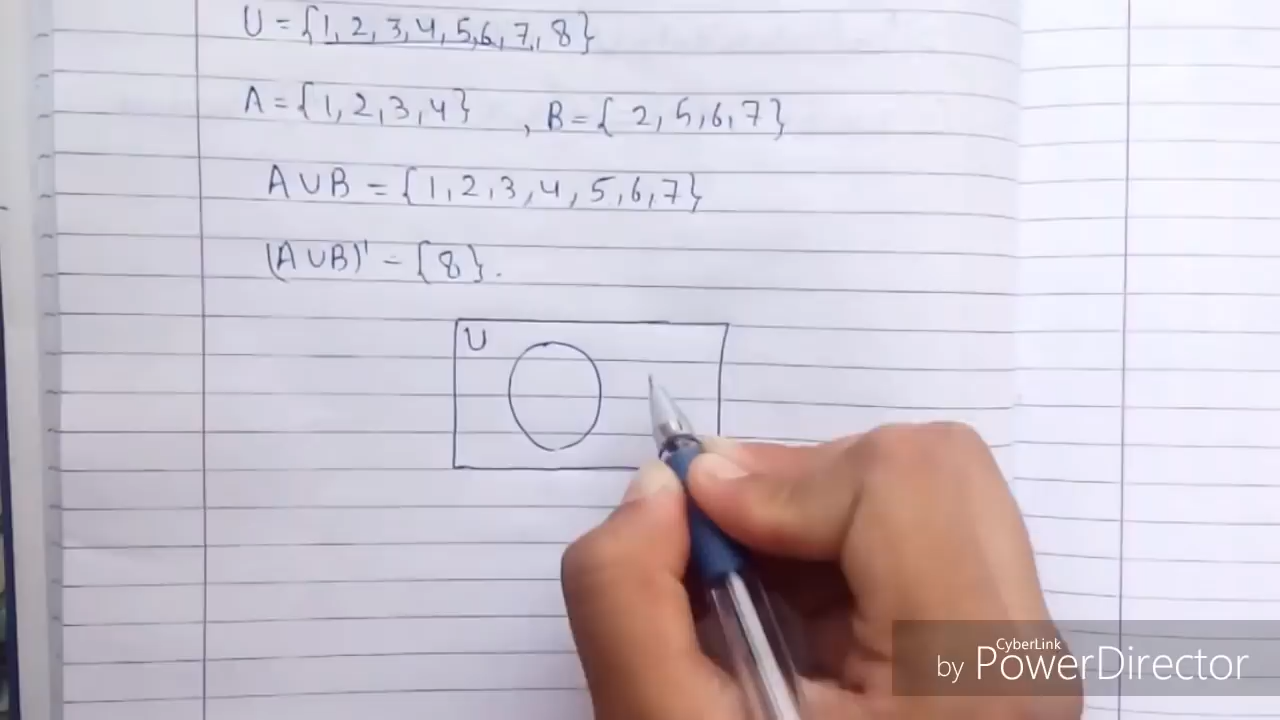 U = {1, 2, 3, 4, 5, 6, 7, 8}
A = {1, 2, 3, 4} , B = { 2, 5, 6, 7}
A ∪ B = {1, 2, 3, 4, 5, 6, 7}
(A ∪ B)' = {8}.
U
CyberLink
by PowerDirector